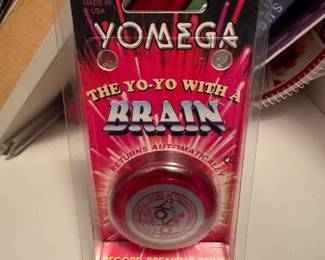 MADE IN
USA
YOMEGA
THE YO-YO WITH A
BRAIN
RETURNS AUTOMATICALLY